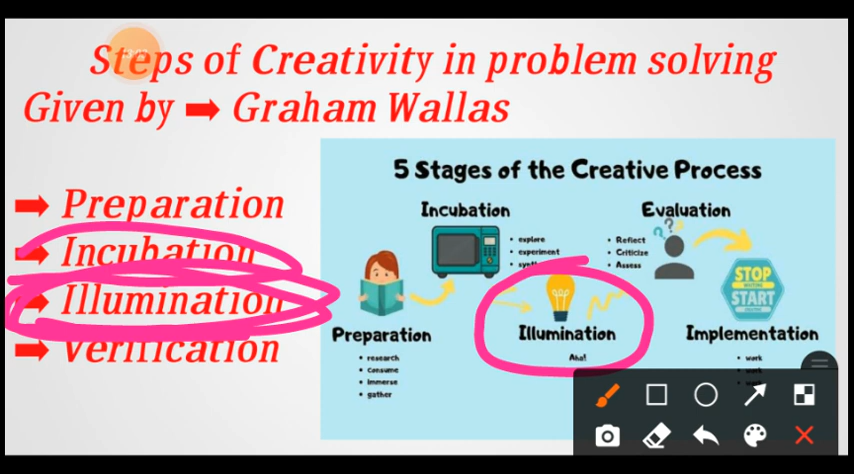 Steps of Creativity in problem solving
Given by ➡ Graham Wallas
➡ Preparation
➡ Incubation
➡ Illumination
➡ Verification
5 Stages of the Creative Process
Incubation
• explore
• experiment
Evaluation
• Reflect
• Criticize
• Assess
Preparation
• research
• Consume
• Immerse
• gather
Illumination
Aha!
STOP
START
Implementation
• work